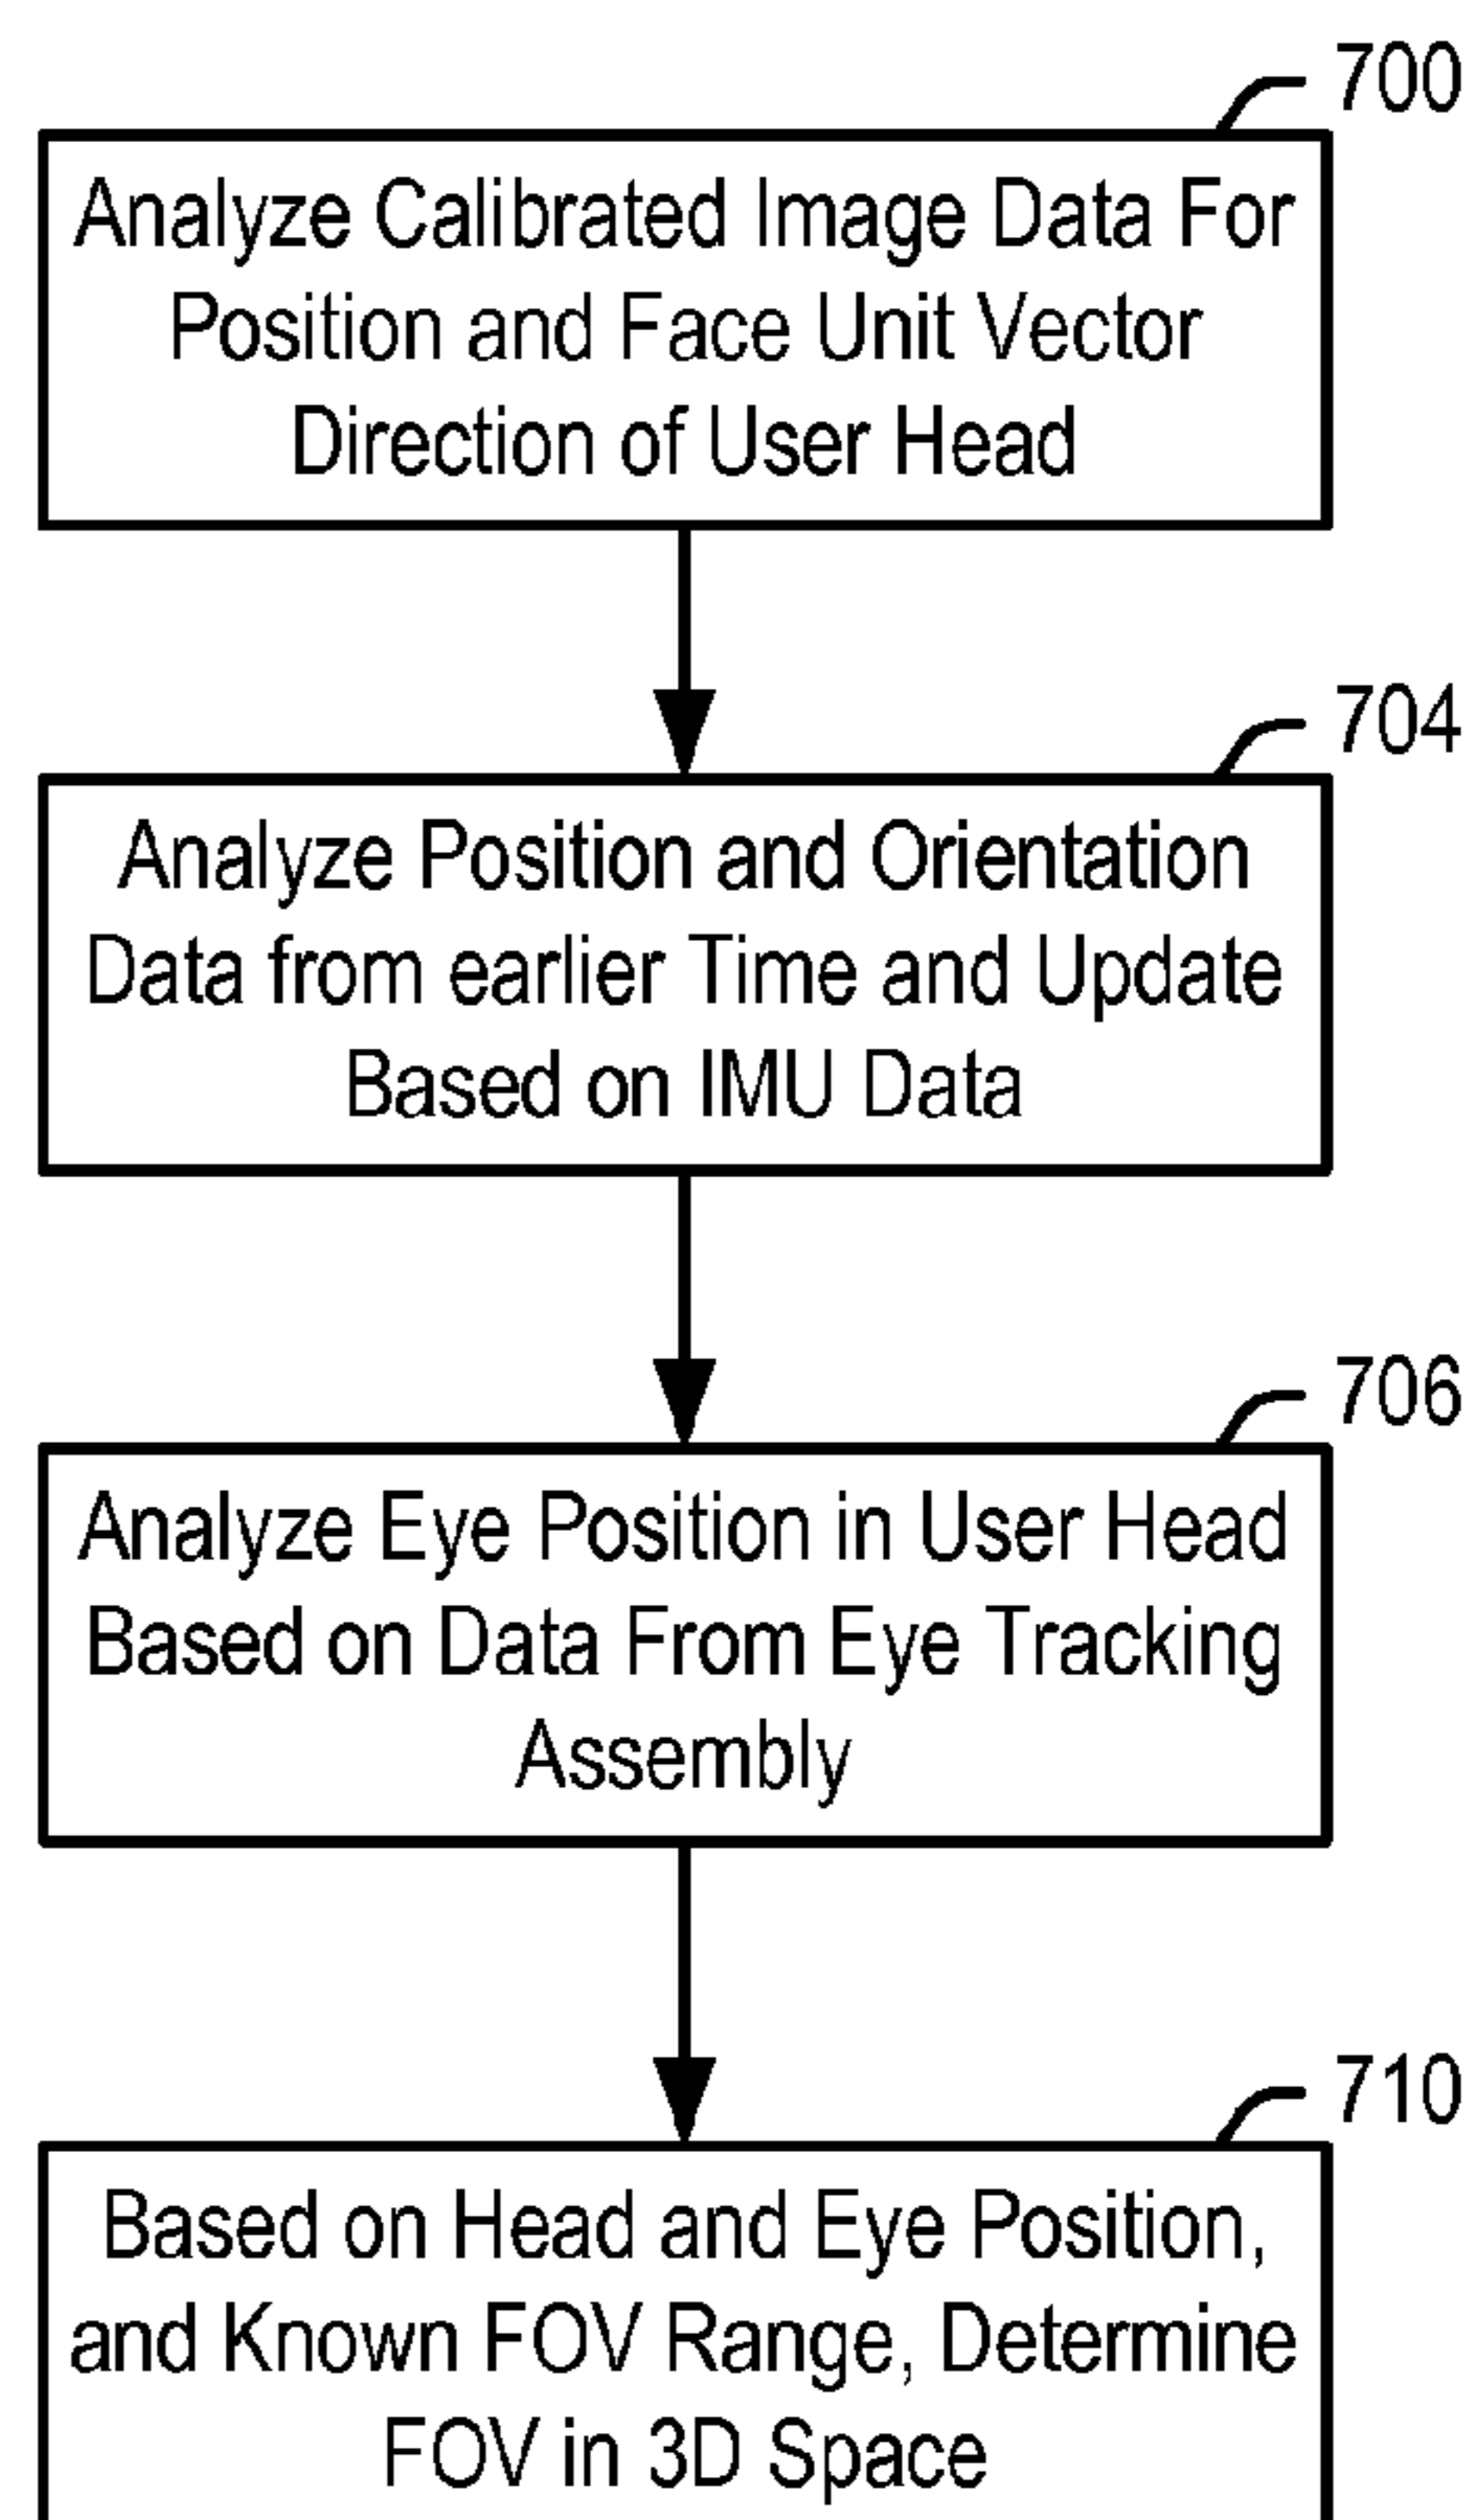 700
Analyze Calibrated Image Data For
Position and Face Unit Vector
Direction of User Head
704
Analyze Position and Orientation
Data from earlier Time and Update
Based on IMU Data
706
Analyze Eye Position in User Head
Based on Data From Eye Tracking
Assembly
710
Based on Head and Eye Position,
and Known FOV Range, Determine
FOV in 3D Space